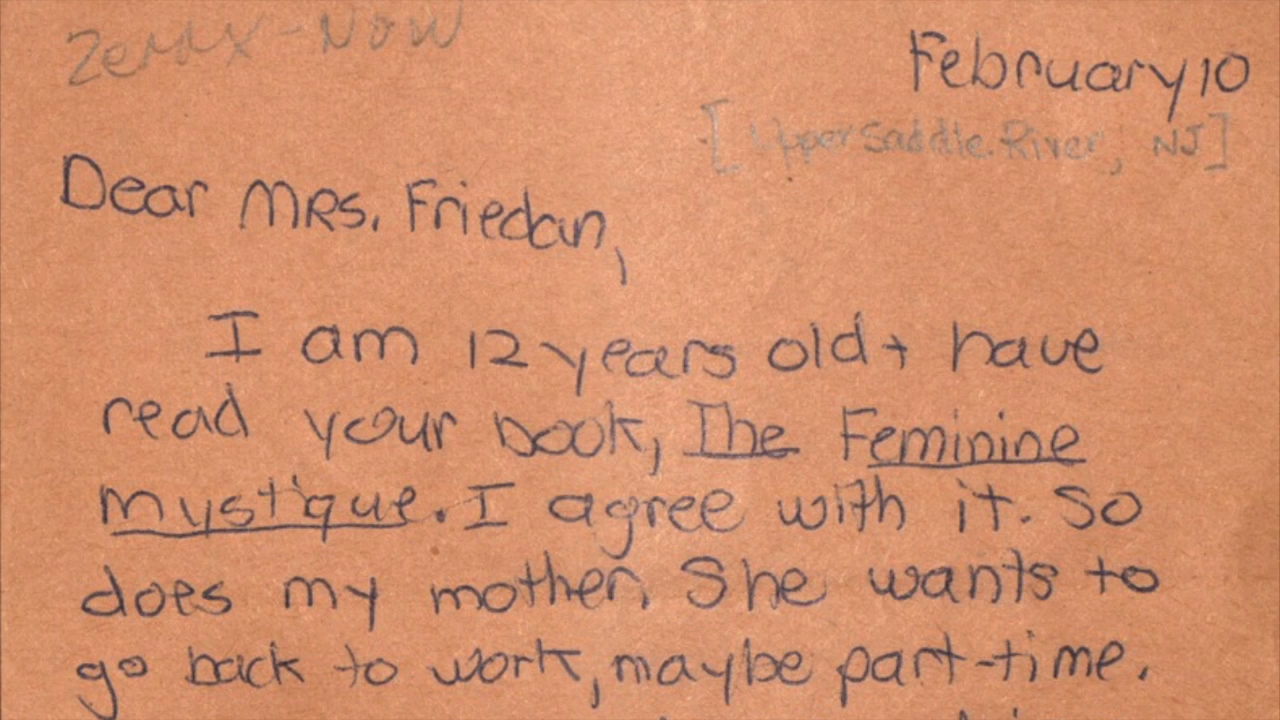 Zerox-Now
February 10
[Upper Saddle River, NJ]
Dear MRS. Friedan,
I am 12 years old + have
read your book, The Feminine
mystique. I agree with it. So
does my mother. She wants to
go back to work, maybe part-time.